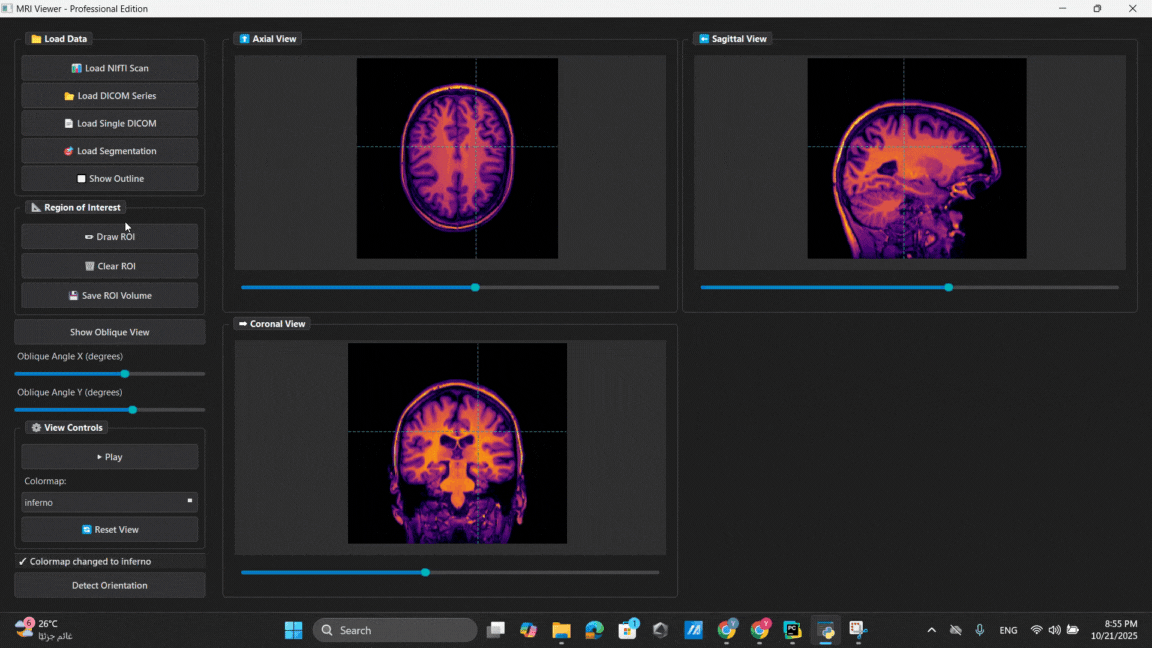 MRI Viewer - Professional Edition
Load Data
Load NIfTI Scan
Load DICOM Series
Load Single DICOM
Load Segmentation
Show Outline
Region of Interest
Draw ROI
Clear ROI
Save ROI Volume
Show Oblique View
Oblique Angle X (degrees)
Oblique Angle Y (degrees)
View Controls
Play
Colormap:
inferno
Reset View
✓ Colormap changed to inferno
Detect Orientation
Axial View
Sagittal View
Coronal View
6
26°C
غائم جزئيًا
Search
1
Y
Y
PC
ENG
8:55 PM
10/21/2025